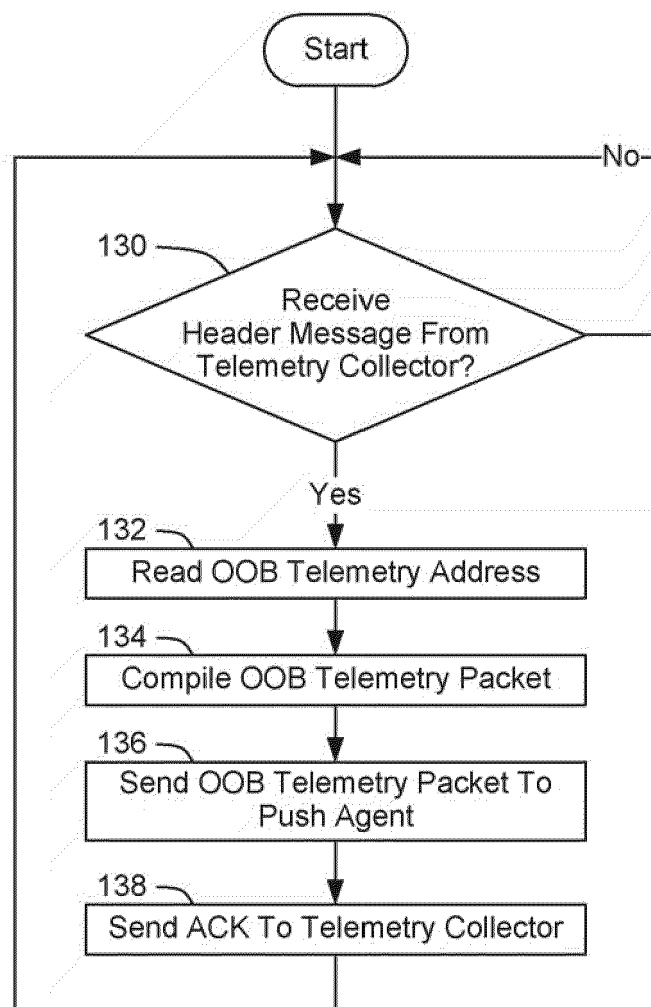 Start
No
130
Receive
Header Message From
Telemetry Collector?
Yes
132
Read OOB Telemetry Address
134
Compile OOB Telemetry Packet
136
Send OOB Telemetry Packet To
Push Agent
138
Send ACK To Telemetry Collector